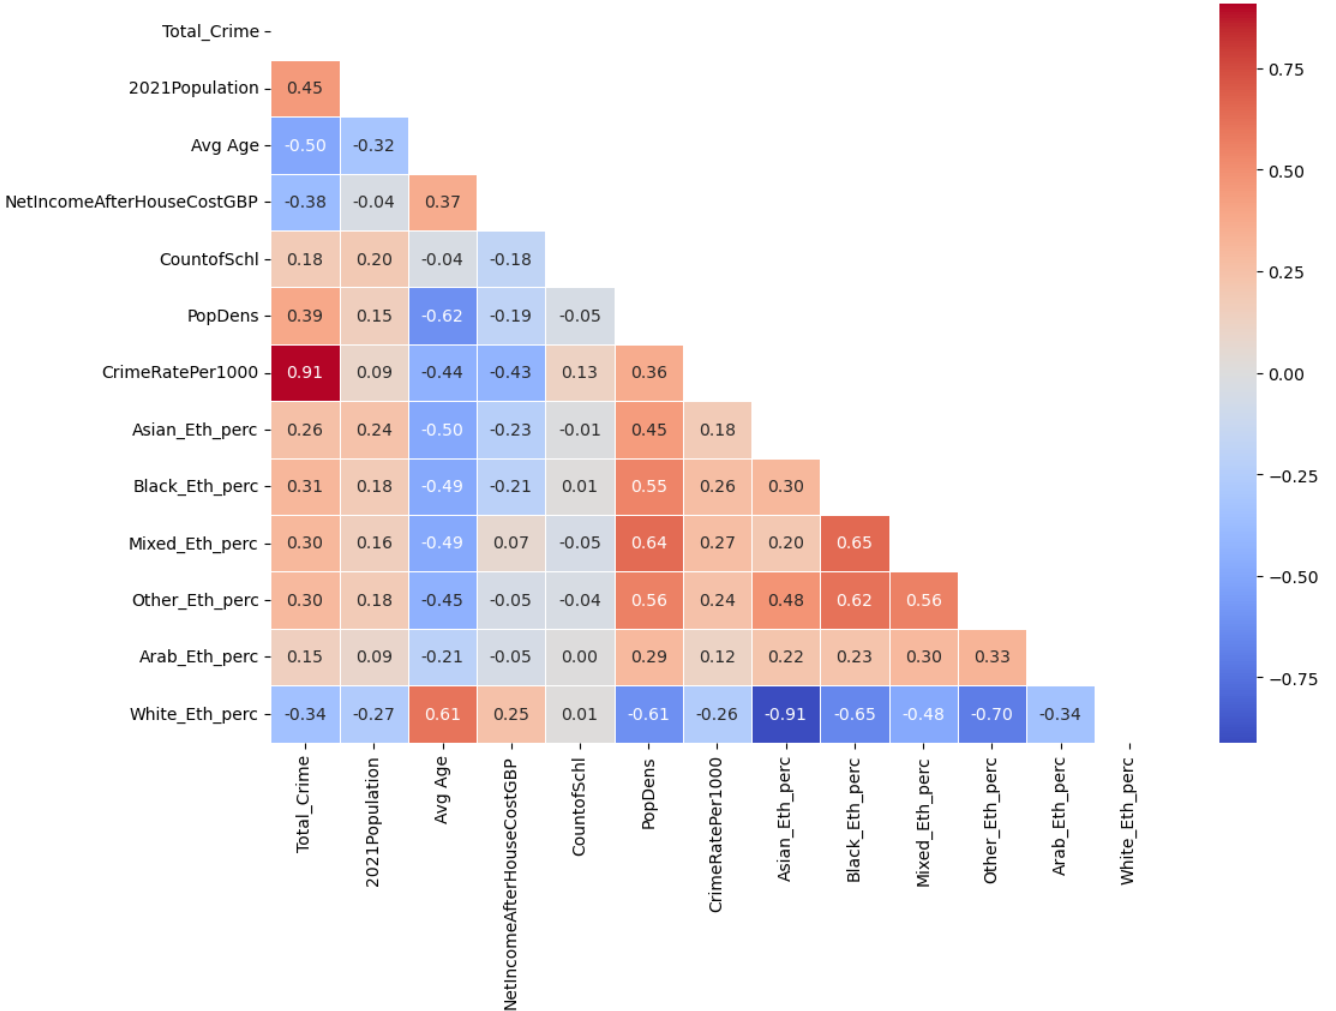 Total_Crime
2021Population 0.45
Avg Age -0.50 -0.32
NetIncomeAfterHouseCostGBP -0.38 -0.04 0.37
CountofSchl 0.18 0.20 -0.04 -0.18
PopDens 0.39 0.15 -0.62 -0.19 -0.05
CrimeRatePer1000 0.91 0.09 -0.44 -0.43 0.13 0.36
Asian_Eth_perc 0.26 0.24 -0.50 -0.23 -0.01 0.45 0.18
Black_Eth_perc 0.31 0.18 -0.49 -0.21 0.01 0.55 0.26 0.30
Mixed_Eth_perc 0.30 0.16 -0.49 0.07 -0.05 0.64 0.27 0.20 0.65
Other_Eth_perc 0.30 0.18 -0.45 -0.05 -0.04 0.56 0.24 0.48 0.62 0.56
Arab_Eth_perc 0.15 0.09 -0.21 -0.05 0.00 0.29 0.12 0.22 0.23 0.30 0.33
White_Eth_perc -0.34 -0.27 0.61 0.25 0.01 -0.61 -0.26 -0.91 -0.65 -0.48 -0.70 -0.34
Total_Crime
2021Population
Avg Age
NetIncomeAfterHouseCostGBP
CountofSchl
PopDens
CrimeRatePer1000
Asian_Eth_perc
Black_Eth_perc
Mixed_Eth_perc
Other_Eth_perc
Arab_Eth_perc
White_Eth_perc
0.75
0.50
0.25
0.00
−0.25
−0.50
−0.75